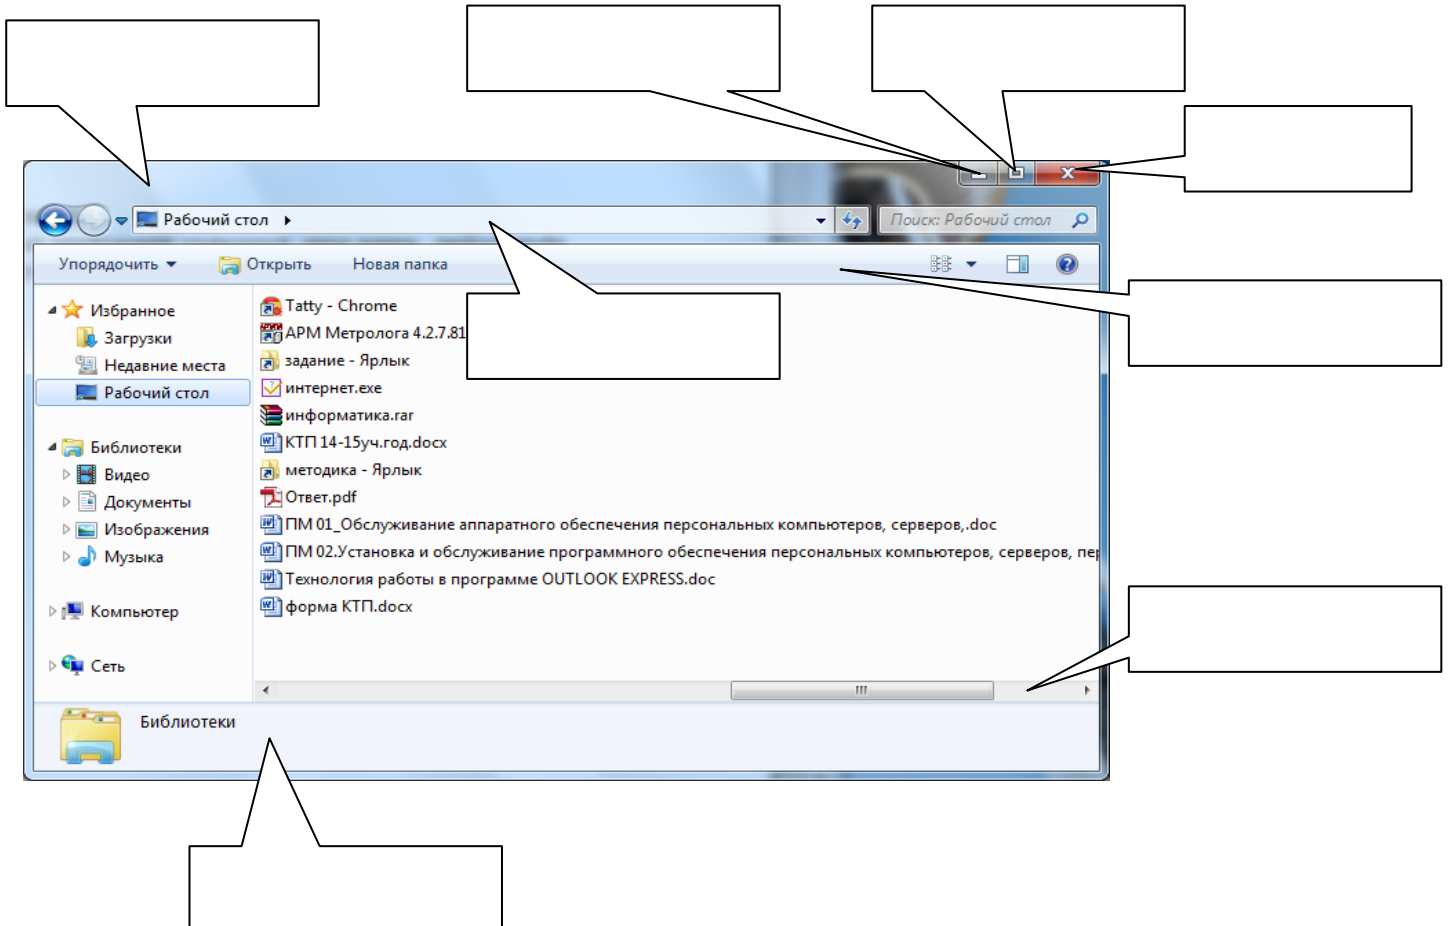 Рабочий стол
Поиск: Рабочий стол
Упорядочить Открыть Новая папка
Избранное
Загрузки
Недавние места
Рабочий стол
Библиотеки
Видео
Документы
Изображения
Музыка
Компьютер
Сеть
Tatty - Chrome
АРМ Метролога 4.2.7.81
задание - Ярлык
интернет.exe
информатика.rar
КТП 14-15уч.год.docx
методика - Ярлык
Ответ.pdf
ПМ 01_Обслуживание аппаратного обеспечения персональных компьютеров, серверов,.doc
ПМ 02.Установка и обслуживание программного обеспечения персональных компьютеров, серверов, пер
Технология работы в программе OUTLOOK EXPRESS.doc
форма КТП.docx
Библиотеки